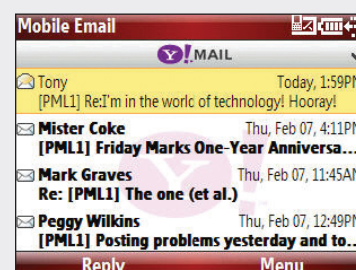 Mobile Email
Y! MAIL
Tony Today, 1:59PM
[PML1] Re:I'm in the world of technology! Hooray!
Mister Coke Thu, Feb 07, 4:11PM
[PML1] Friday Marks One-Year Anniversa...
Mark Graves Thu, Feb 07, 11:45AM
Re: [PML1] The one (et al.)
Peggy Wilkins Thu, Feb 07, 12:49PM
[PML1] Posting problems yesterday and to...
Reply Menu